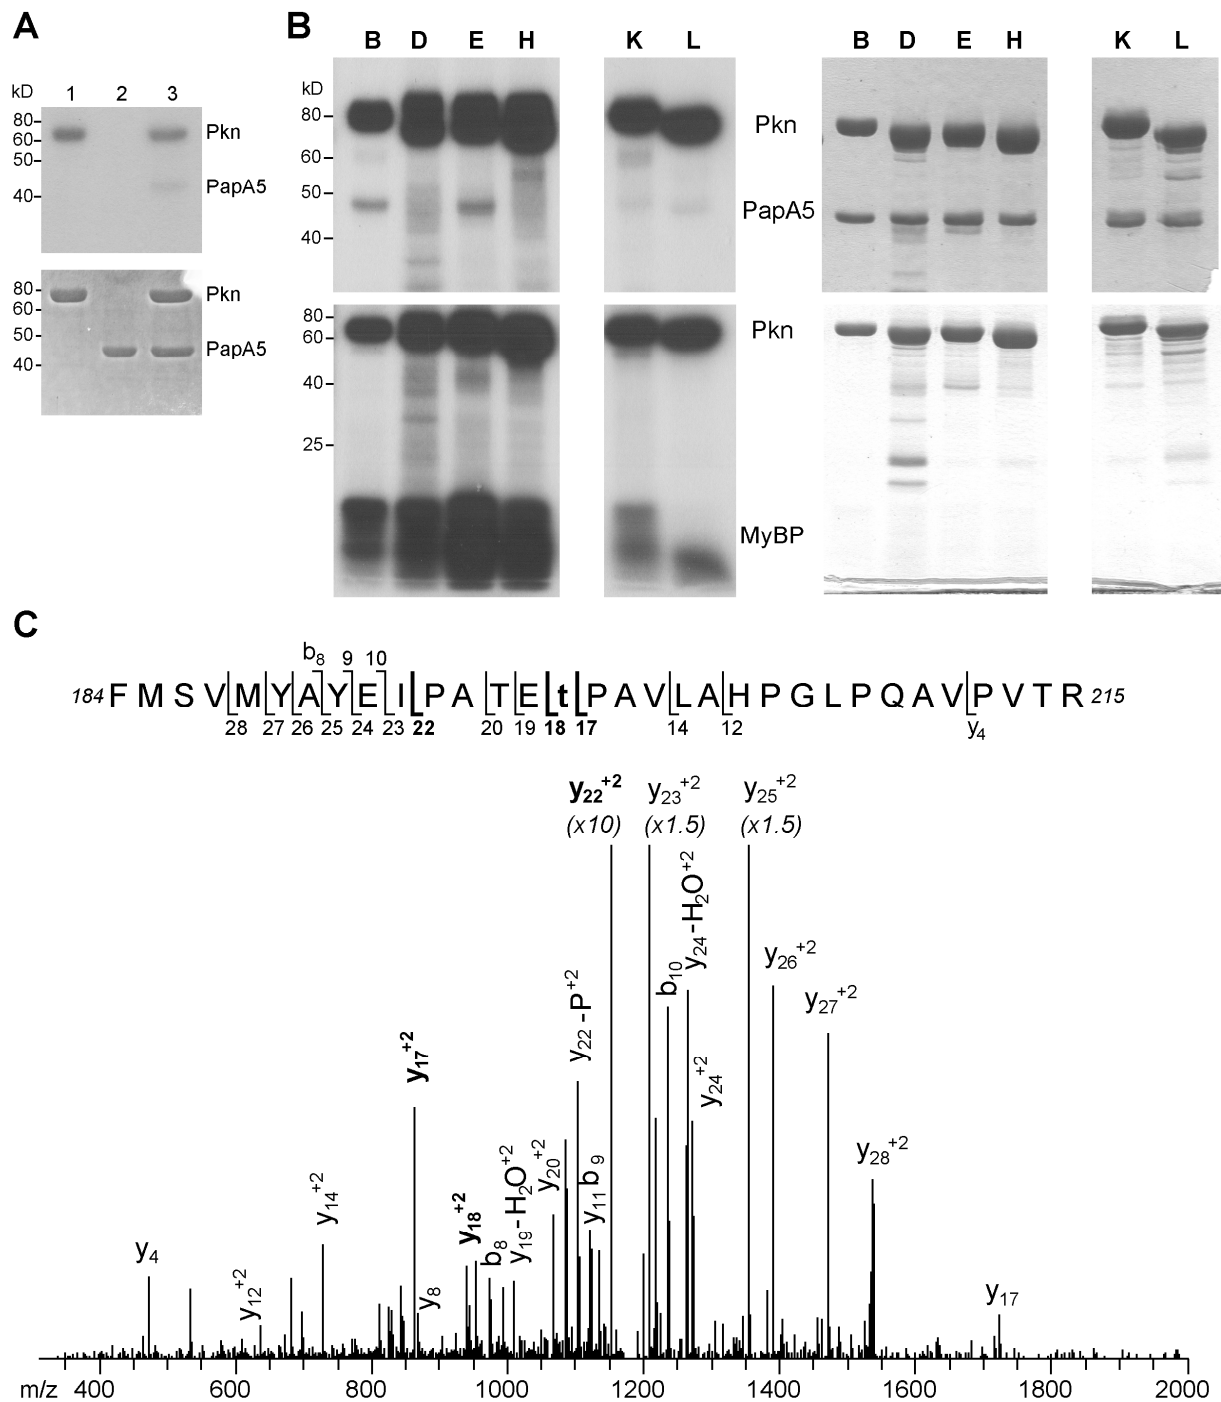 A
kD 1 2 3
80
60
50
40
Pkn
PapA5
80
60
50
40
Pkn
PapA5
B
B D E H K L B D E H K L
kD
80
60
50
40
Pkn
PapA5
80
60
40
25
Pkn
MyBP
C
b8 9 10
184 F M S V M Y A Y E I P A T E t P A V L A H P G L P Q A V P V T R 215
28 27 26 25 24 23 22 20 19 18 17 14 12 y4
y22+2 (x10)
y23+2 (x1.5)
y25+2 (x1.5)
y4
y12+2
y14+2
y17+2
y8
y18+2
b8
y19-H2O+2
y20+2
y22-P+2
y11
b9
b10
y24-H2O+2
y24+2
y26+2
y27+2
y28+2
y17
m/z 400 600 800 1000 1200 1400 1600 1800 2000